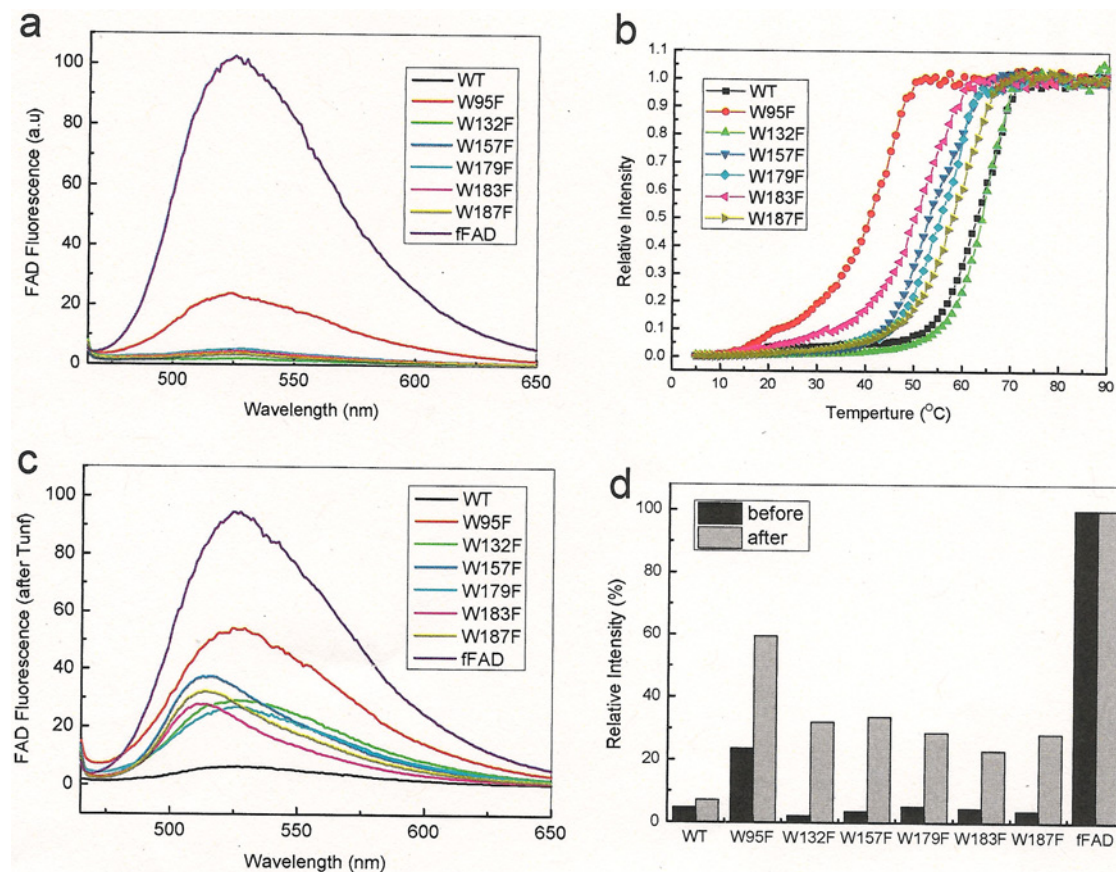 a
FAD Fluorescence (a.u)
100
80
60
40
20
0
500
550
600
650
Wavelength (nm)
WT
W95F
W132F
W157F
W179F
W183F
W187F
fFAD
b
Relative Intensity
1.1
1.0
0.9
0.8
0.7
0.6
0.5
0.4
0.3
0.2
0.1
0.0
0
10
20
30
40
50
60
70
80
90
Temperture (°C)
WT
W95F
W132F
W157F
W179F
W183F
W187F
c
FAD Fluorescence (after Tunf)
100
80
60
40
20
0
500
550
600
650
Wavelength (nm)
WT
W95F
W132F
W157F
W179F
W183F
W187F
fFAD
d
Relative Intensity (%)
100
80
60
40
20
0
before
after
WT
W95F
W132F
W157F
W179F
W183F
W187F
fFAD